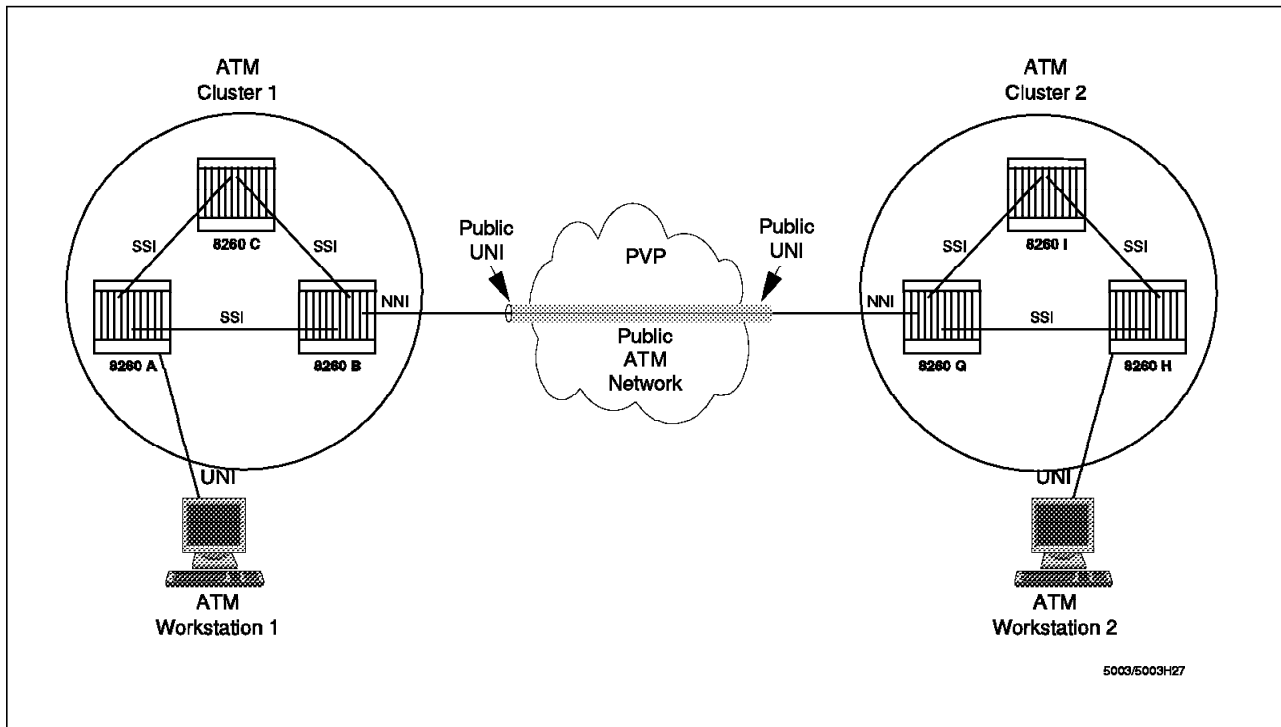 ATM
Cluster 1
ATM
Cluster 2
8260 C
SSI
SSI
8260 A
SSI
8260 B
NNI
Public
UNI
PVP
Public
UNI
Public
ATM
Network
NNI
8260 I
SSI
SSI
8260 G
SSI
8260 H
UNI
ATM
Workstation 1
UNI
ATM
Workstation 2
5003/5003H27